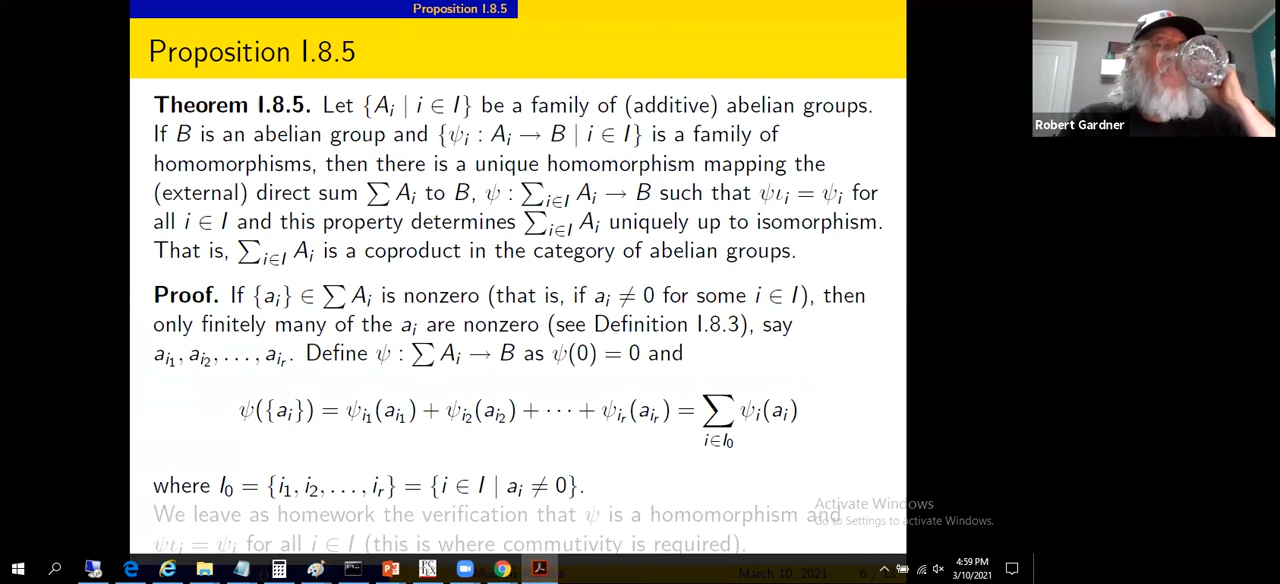 Proposition I.8.5
Proposition I.8.5
Theorem I.8.5. Let {A_i | i ∈ I} be a family of (additive) abelian groups.
If B is an abelian group and {ψ_i : A_i → B | i ∈ I} is a family of
homomorphisms, then there is a unique homomorphism mapping the
(external) direct sum ∑ A_i to B, ψ : ∑_{i∈I} A_i → B such that ψι_i = ψ_i for
all i ∈ I and this property determines ∑_{i∈I} A_i uniquely up to isomorphism.
That is, ∑_{i∈I} A_i is a coproduct in the category of abelian groups.
Proof. If {a_i} ∈ ∑ A_i is nonzero (that is, if a_i ≠ 0 for some i ∈ I), then
only finitely many of the a_i are nonzero (see Definition I.8.3), say
a_{i_1}, a_{i_2}, . . . , a_{i_r}. Define ψ : ∑ A_i → B as ψ(0) = 0 and
ψ({a_i}) = ψ_{i_1}(a_{i_1}) + ψ_{i_2}(a_{i_2}) + · · · + ψ_{i_r}(a_{i_r}) = ∑_{i∈I_0} ψ_i(a_i)
where I_0 = {i_1, i_2, . . . , i_r} = {i ∈ I | a_i ≠ 0}.
We leave as homework the verification that ψ is a homomorphism and
ψι_i = ψ_i for all i ∈ I (this is where commutivity is required).
Robert Gardner
Activate Windows
Go to Settings to activate Windows.
March 10, 2021
4:59 PM
3/10/2021